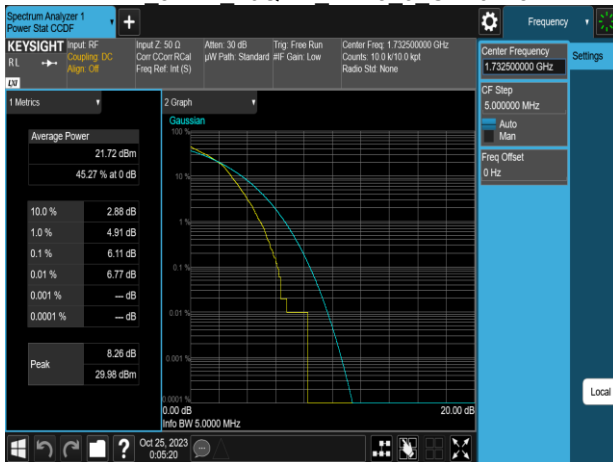 Spectrum Analyzer 1
Power Stat CCDF
Frequency
KEYSIGHT
RL
LXI
Input: RF
Coupling: DC
Align: Off
Input Z: 50 Ω
Corr CCorr RCal
Freq Ref: Int (S)
Atten: 30 dB
µW Path: Standard
Trig: Free Run
#IF Gain: Low
Center Freq: 1.732500000 GHz
Counts: 10.0 k/10.0 kpt
Radio Std: None
1 Metrics
Average Power
21.72 dBm
45.27 % at 0 dB
10.0 % 2.88 dB
1.0 % 4.91 dB
0.1 % 6.11 dB
0.01 % 6.77 dB
0.001 % --- dB
0.0001 % --- dB
Peak
8.26 dB
29.98 dBm
2 Graph
Gaussian
100 %
10 %
1 %
0.1 %
0.01 %
0.001 %
0.0001 %
0.00 dB
20.00 dB
Info BW 5.0000 MHz
Center Frequency
1.732500000 GHz
CF Step
5.000000 MHz
Auto
Man
Freq Offset
0 Hz
Settings
Local
?
Oct 25, 2023
0:05:20